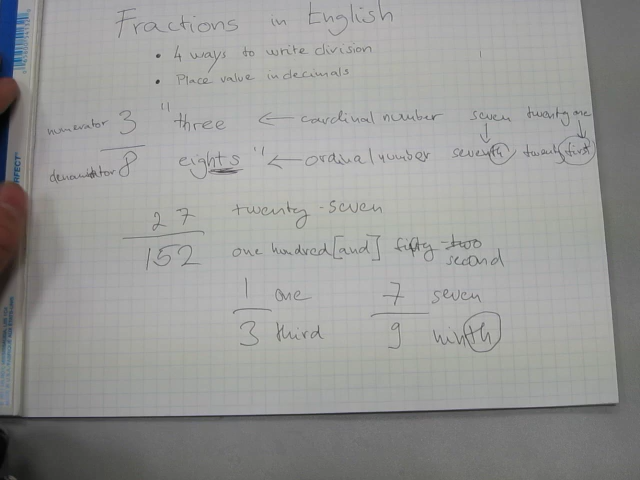 Fractions in English
• 4 ways to write division
• Place value in decimals
numerator 3 "three ← cardinal number seven twenty one
denominator 8 eights" ← ordinal number seventh twenty first
27 twenty-seven
152 one hundred [and] fifty-two
second
1 one 7 seven
3 third 9 ninth